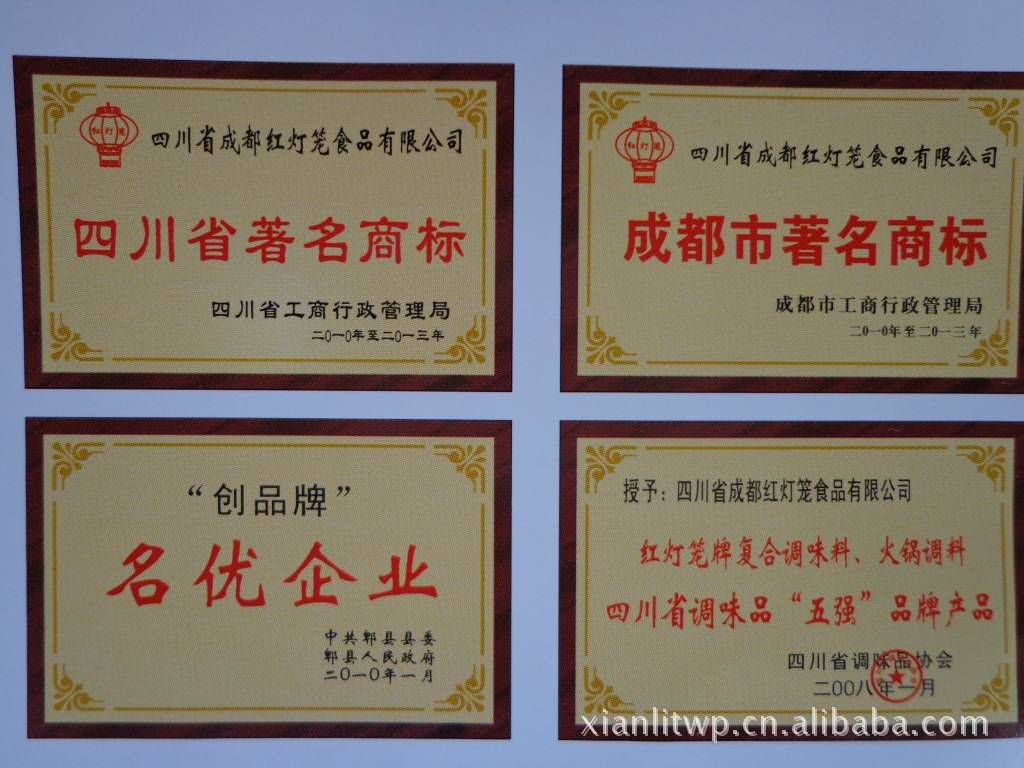 红灯笼
四川省成都红灯笼食品有限公司
四川省著名商标
四川省工商行政管理局
二〇一〇年至二〇一三年
红灯笼
四川省成都红灯笼食品有限公司
成都市著名商标
成都市工商行政管理局
二〇一〇年至二〇一三年
“创品牌”
名优企业
中共郫县县委
郫县人民政府
二〇一〇年一月
授予：四川省成都红灯笼食品有限公司
红灯笼牌复合调味料、火锅调料
四川省调味品“五强”品牌产品
四川省调味品协会
二〇〇八年一月
xianlitwp.cn.alibaba.com